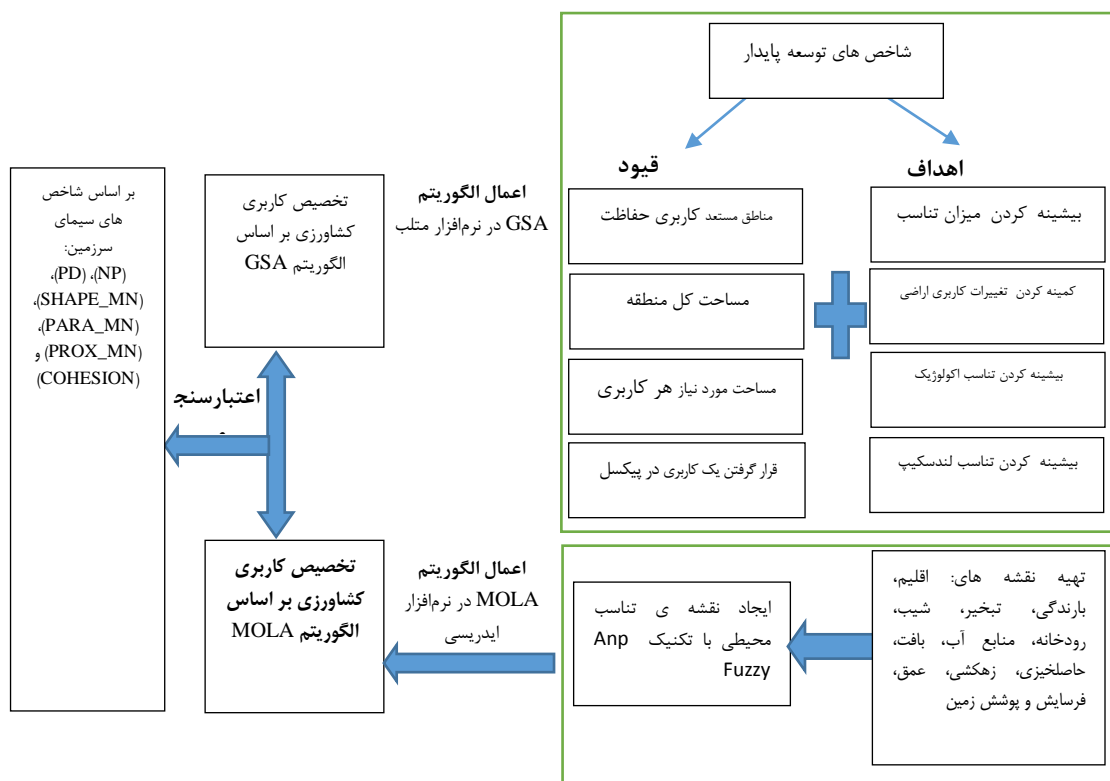 شاخص های توسعه پایدار
اهداف
قیود
بیشینه کردن میزان تناسب
کمینه کردن تغییرات کاربری اراضی
بیشینه کردن تناسب اکولوژیک
بیشینه کردن تناسب لندسکیپ
مناطق مستعد کاربری حفاظت
مساحت کل منطقه
مساحت مورد نیاز هر کاربری
قرار گرفتن یک کاربری در پیکسل
اعمال الگوریتم
GSA در نرم‌افزار متلب
تخصیص کاربری
کشاورزی بر اساس
الگوریتم GSA
بر اساس شاخص
های سیمای
سرزمین:
(NP)، (PD)،
(SHAPE_MN)،
(PARA_MN)،
(PROX_MN) و
(COHESION)
اعتبارسنج
تهیه نقشه های: اقلیم،
بارندگی، تبخیر، شیب،
رودخانه، منابع آب، بافت،
حاصلخیزی، زهکشی، عمق،
فرسایش و پوشش زمین
ایجاد نقشه ی تناسب
محیطی با تکنیک Anp
Fuzzy
اعمال الگوریتم
MOLA در نرم‌افزار
ایدریسی
تخصیص کاربری
کشاورزی بر اساس
الگوریتم MOLA